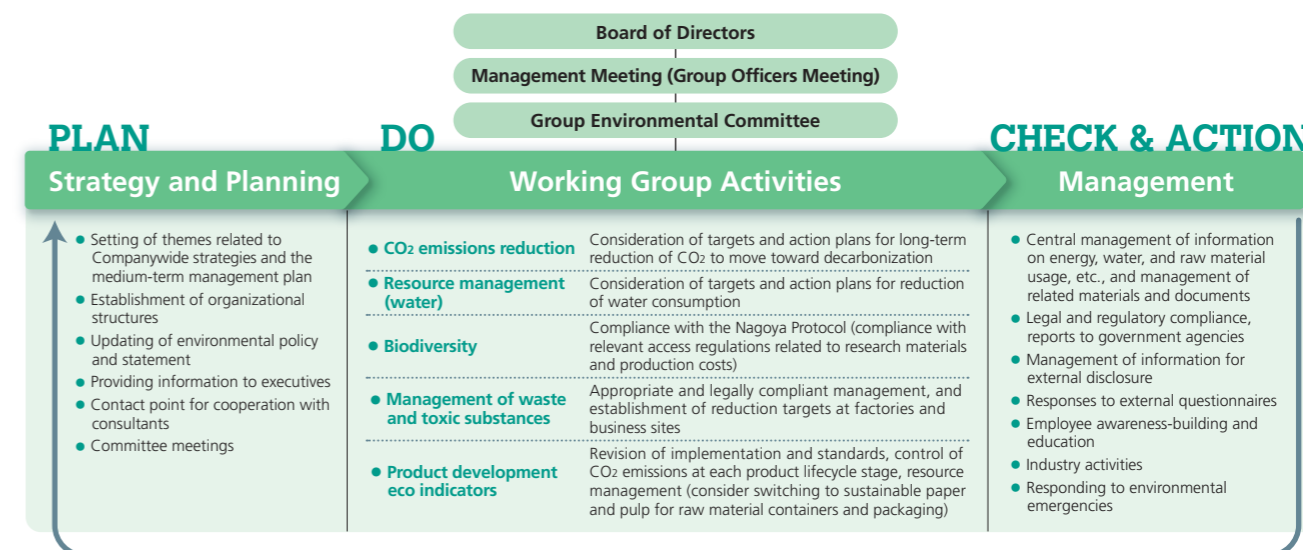 Board of Directors
Management Meeting (Group Officers Meeting)
Group Environmental Committee
PLAN
Strategy and Planning
● Setting of themes related to
Companywide strategies and the
medium-term management plan
● Establishment of organizational
structures
● Updating of environmental policy
and statement
● Providing information to executives
● Contact point for cooperation with
consultants
● Committee meetings
DO
Working Group Activities
● CO2 emissions reduction
Consideration of targets and action plans for long-term
reduction of CO2 to move toward decarbonization
● Resource management
(water)
Consideration of targets and action plans for reduction
of water consumption
● Biodiversity
Compliance with the Nagoya Protocol (compliance with
relevant access regulations related to research materials
and production costs)
● Management of waste
and toxic substances
Appropriate and legally compliant management, and
establishment of reduction targets at factories and
business sites
● Product development
eco indicators
Revision of implementation and standards, control of
CO2 emissions at each product lifecycle stage, resource
management (consider switching to sustainable paper
and pulp for raw material containers and packaging)
CHECK & ACTION
Management
● Central management of information
on energy, water, and raw material
usage, etc., and management of
related materials and documents
● Legal and regulatory compliance,
reports to government agencies
● Management of information for
external disclosure
● Responses to external questionnaires
● Employee awareness-building and
education
● Industry activities
● Responding to environmental
emergencies